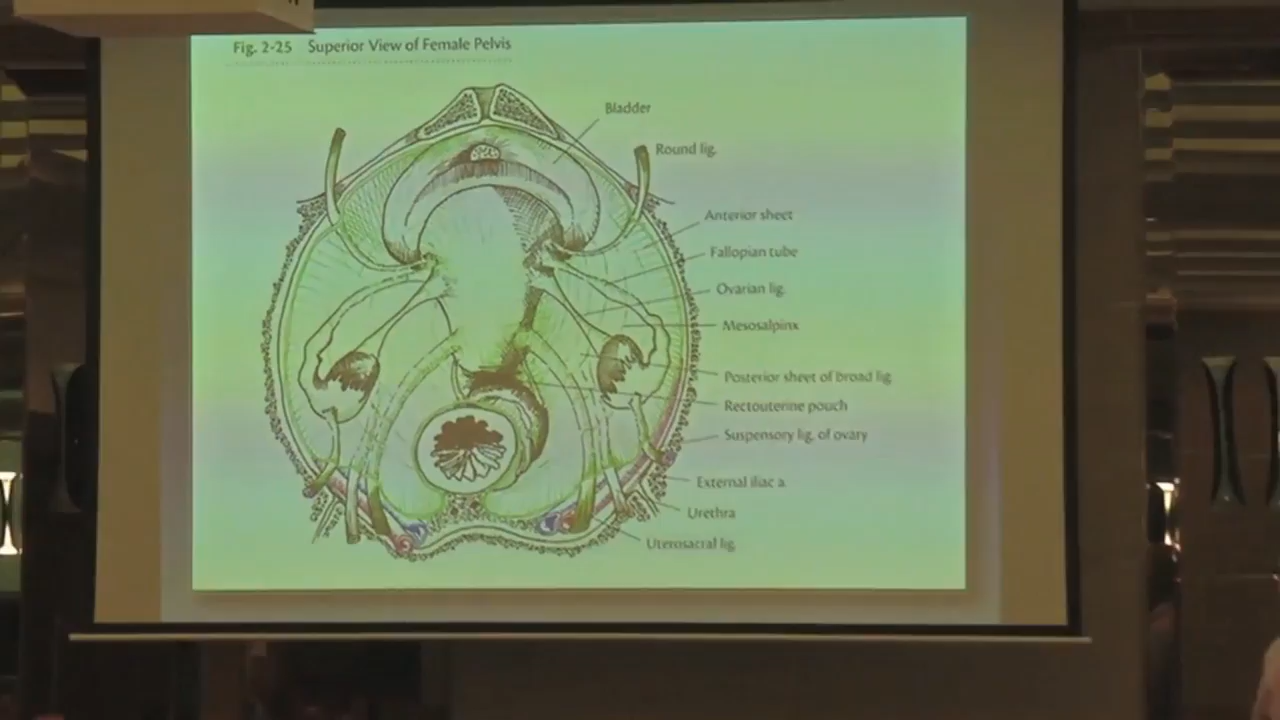 Fig. 2-25 Superior View of Female Pelvis
Bladder
Round lig.
Anterior sheet
Fallopian tube
Ovarian lig.
Mesosalpinx
Posterior sheet of broad lig
Rectouterine pouch
Suspensory lig. of ovary
External iliac a.
Urethra
Uterosacral lig.